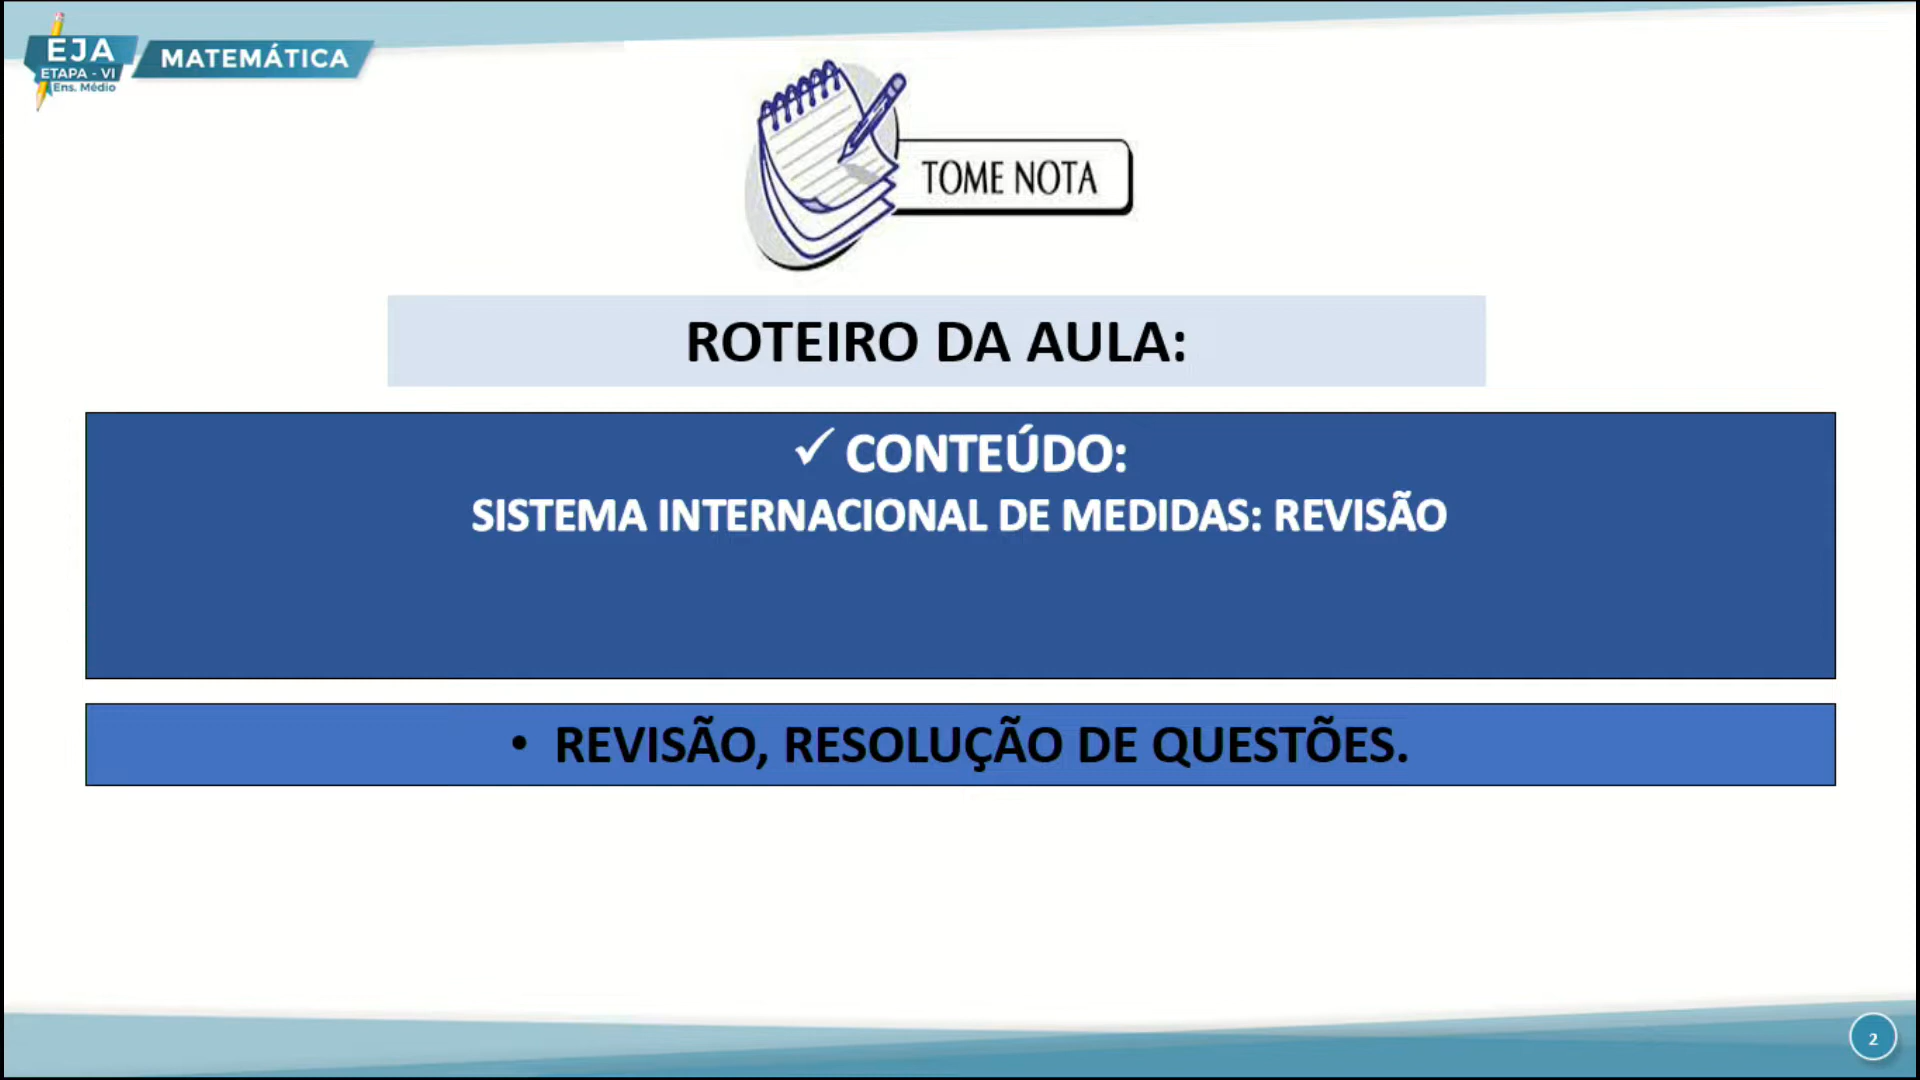 EJA
ETAPA - VI
Ens. Médio
MATEMÁTICA
TOME NOTA
ROTEIRO DA AULA:
✓ CONTEÚDO:
SISTEMA INTERNACIONAL DE MEDIDAS: REVISÃO
• REVISÃO, RESOLUÇÃO DE QUESTÕES.
2